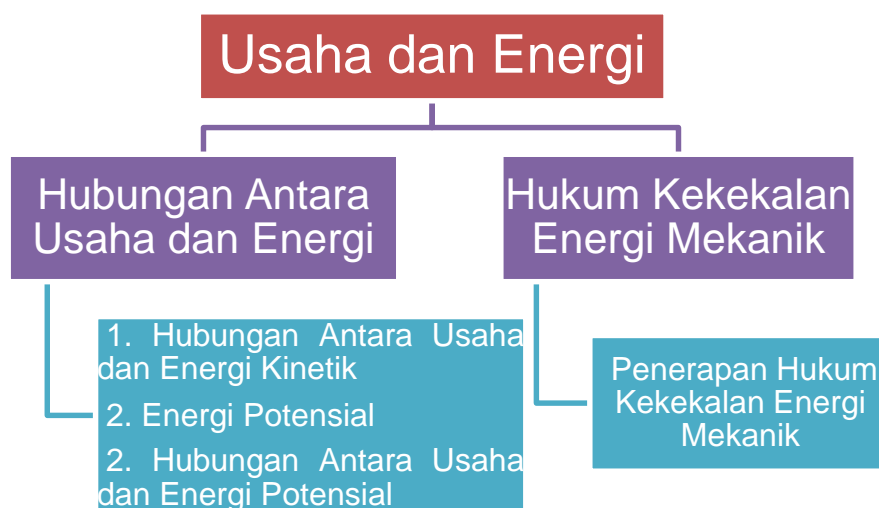 Usaha dan Energi
Hubungan Antara
Usaha dan Energi
Hukum Kekekalan
Energi Mekanik
1. Hubungan Antara Usaha
dan Energi Kinetik
2. Energi Potensial
2. Hubungan Antara Usaha
dan Energi Potensial
Penerapan Hukum
Kekekalan Energi
Mekanik